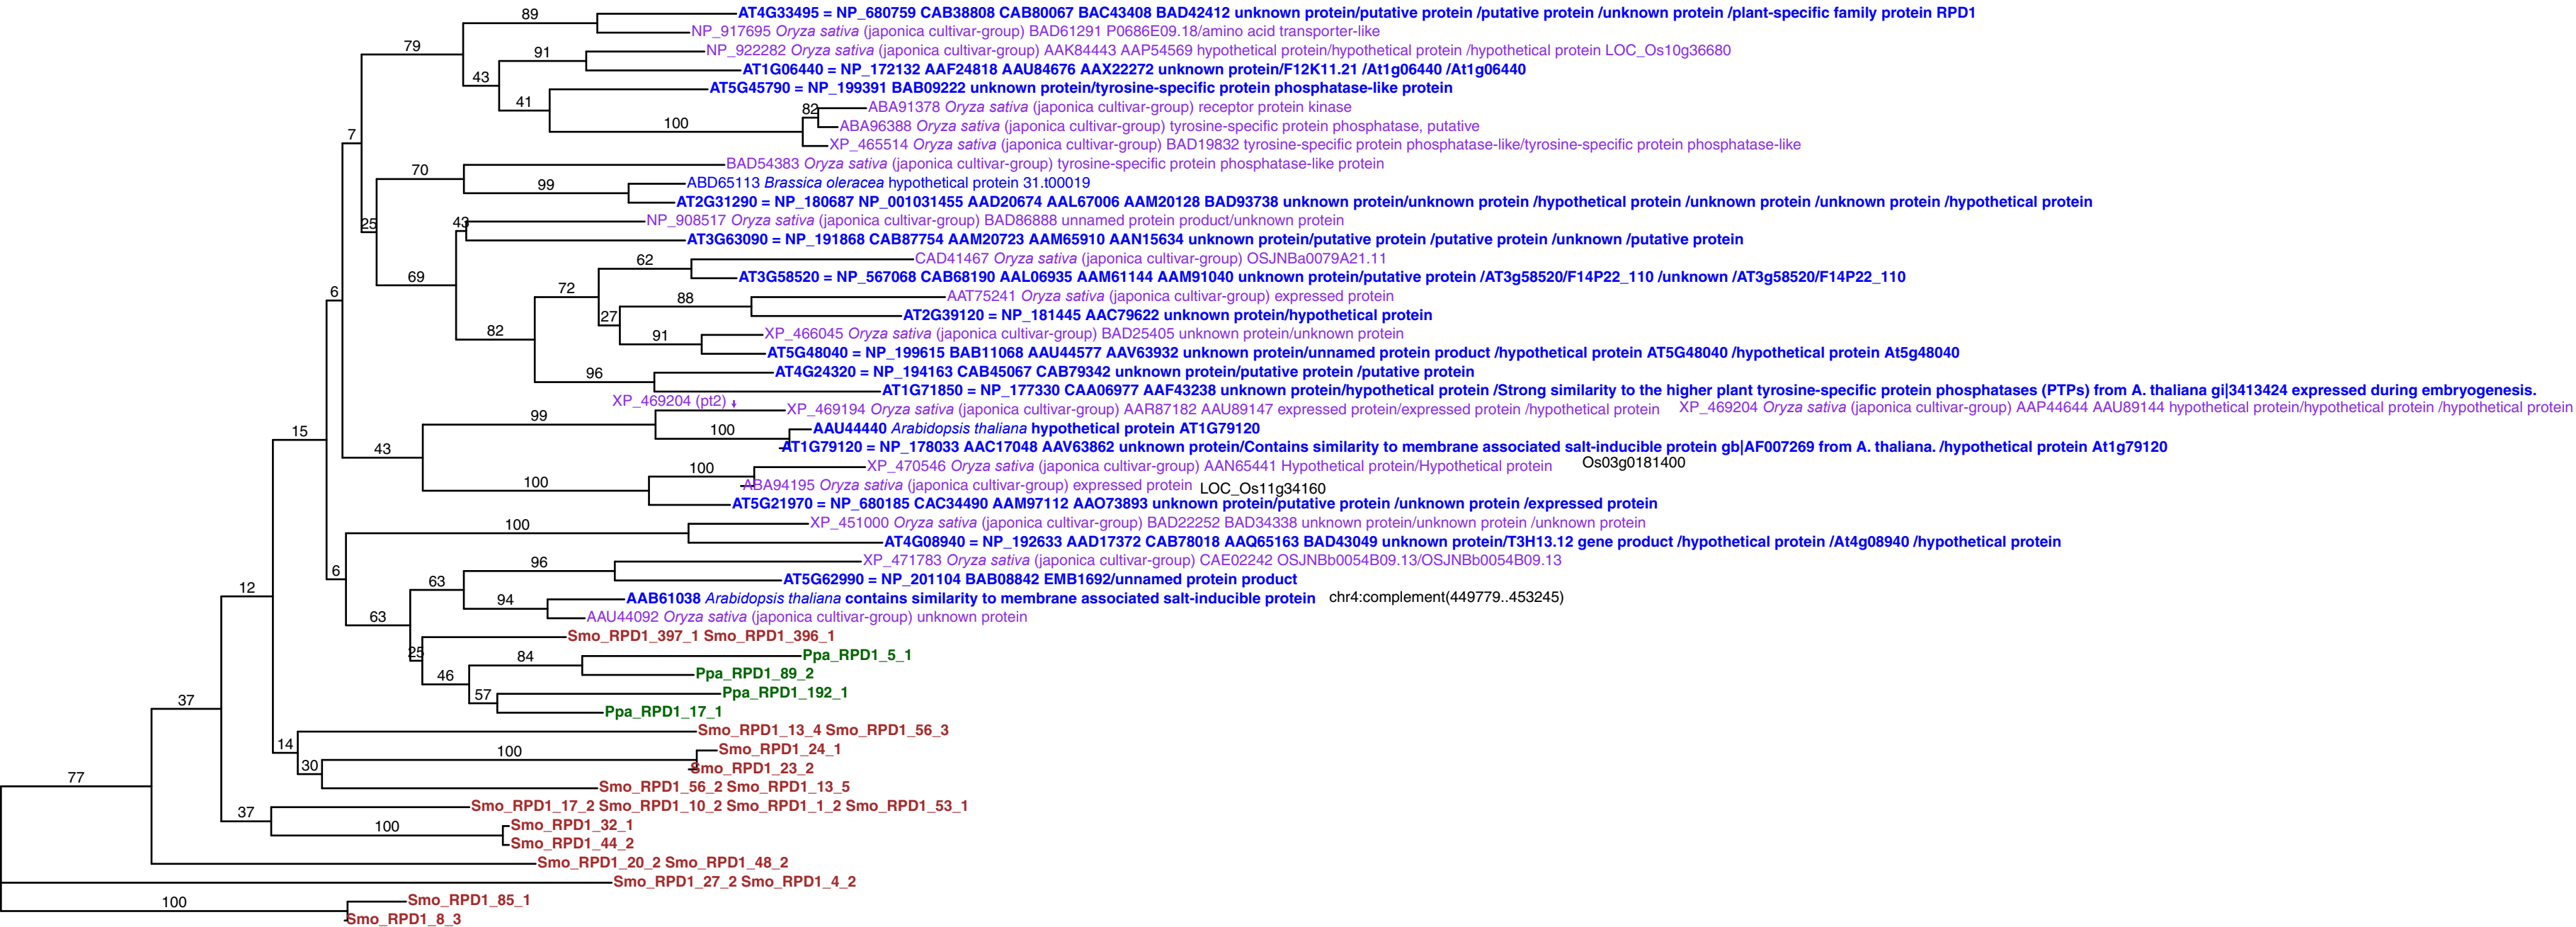 89
AT4G33495 = NP_680759 CAB38808 CAB80067 BAC43408 BAD42412 unknown protein/putative protein /putative protein /unknown protein /plant-specific family protein RPD1
NP_917695 Oryza sativa (japonica cultivar-group) BAD61291 P0686E09.18/amino acid transporter-like
79
91
NP_922282 Oryza sativa (japonica cultivar-group) AAK84443 AAP54569 hypothetical protein/hypothetical protein /hypothetical protein LOC_Os10g36680
AT1G06440 = NP_172132 AAF24818 AAU84676 AAX22272 unknown protein/F12K11.21 /At1g06440 /At1g06440
43
AT5G45790 = NP_199391 BAB09222 unknown protein/tyrosine-specific protein phosphatase-like protein
41
82
ABA91378 Oryza sativa (japonica cultivar-group) receptor protein kinase
100
ABA96388 Oryza sativa (japonica cultivar-group) tyrosine-specific protein phosphatase, putative
7
XP_465514 Oryza sativa (japonica cultivar-group) BAD19832 tyrosine-specific protein phosphatase-like/tyrosine-specific protein phosphatase-like
BAD54383 Oryza sativa (japonica cultivar-group) tyrosine-specific protein phosphatase-like protein
70
99
ABD65113 Brassica oleracea hypothetical protein 31.t00019
AT2G31290 = NP_180687 NP_001031455 AAD20674 AAL67006 AAM20128 BAD93738 unknown protein/unknown protein /hypothetical protein /unknown protein /unknown protein /hypothetical protein
25
43
NP_908517 Oryza sativa (japonica cultivar-group) BAD86888 unnamed protein product/unknown protein
AT3G63090 = NP_191868 CAB87754 AAM20723 AAM65910 AAN15634 unknown protein/putative protein /putative protein /unknown /putative protein
62
CAD41467 Oryza sativa (japonica cultivar-group) OSJNBa0079A21.11
69
AT3G58520 = NP_567068 CAB68190 AAL06935 AAM61144 AAM91040 unknown protein/putative protein /AT3g58520/F14P22_110 /unknown /AT3g58520/F14P22_110
6
72
88
AAT75241 Oryza sativa (japonica cultivar-group) expressed protein
27
AT2G39120 = NP_181445 AAC79622 unknown protein/hypothetical protein
82
91
XP_466045 Oryza sativa (japonica cultivar-group) BAD25405 unknown protein/unknown protein
AT5G48040 = NP_199615 BAB11068 AAU44577 AAV63932 unknown protein/unnamed protein product /hypothetical protein AT5G48040 /hypothetical protein At5g48040
96
AT4G24320 = NP_194163 CAB45067 CAB79342 unknown protein/putative protein /putative protein
AT1G71850 = NP_177330 CAA06977 AAF43238 unknown protein/hypothetical protein /Strong similarity to the higher plant tyrosine-specific protein phosphatases (PTPs) from A. thaliana gi|3413424 expressed during embryogenesis.
XP_469204 (pt2) ↓
99
XP_469194 Oryza sativa (japonica cultivar-group) AAR87182 AAU89147 expressed protein/expressed protein /hypothetical protein XP_469204 Oryza sativa (japonica cultivar-group) AAP44644 AAU89144 hypothetical protein/hypothetical protein /hypothetical protein
15
100
AAU44440 Arabidopsis thaliana hypothetical protein AT1G79120
43
AT1G79120 = NP_178033 AAC17048 AAV63862 unknown protein/Contains similarity to membrane associated salt-inducible protein gb|AF007269 from A. thaliana. /hypothetical protein At1g79120
100
XP_470546 Oryza sativa (japonica cultivar-group) AAN65441 Hypothetical protein/Hypothetical protein Os03g0181400
100
ABA94195 Oryza sativa (japonica cultivar-group) expressed protein LOC_Os11g34160
AT5G21970 = NP_680185 CAC34490 AAM97112 AAO73893 unknown protein/putative protein /unknown protein /expressed protein
100
XP_451000 Oryza sativa (japonica cultivar-group) BAD22252 BAD34338 unknown protein/unknown protein /unknown protein
AT4G08940 = NP_192633 AAD17372 CAB78018 AAQ65163 BAD43049 unknown protein/T3H13.12 gene product /hypothetical protein /At4g08940 /hypothetical protein
96
XP_471783 Oryza sativa (japonica cultivar-group) CAE02242 OSJNBb0054B09.13/OSJNBb0054B09.13
6
63
AT5G62990 = NP_201104 BAB08842 EMB1692/unnamed protein product
12
94
AAB61038 Arabidopsis thaliana contains similarity to membrane associated salt-inducible protein chr4:complement(449779..453245)
63
AAU44092 Oryza sativa (japonica cultivar-group) unknown protein
Smo_RPD1_397_1 Smo_RPD1_396_1
25
84
Ppa_RPD1_5_1
46
Ppa_RPD1_89_2
57
Ppa_RPD1_192_1
37
Ppa_RPD1_17_1
Smo_RPD1_13_4 Smo_RPD1_56_3
14
100
Smo_RPD1_24_1
30
Smo_RPD1_23_2
77
Smo_RPD1_56_2 Smo_RPD1_13_5
Smo_RPD1_17_2 Smo_RPD1_10_2 Smo_RPD1_1_2 Smo_RPD1_53_1
37
100
Smo_RPD1_32_1
Smo_RPD1_44_2
Smo_RPD1_20_2 Smo_RPD1_48_2
Smo_RPD1_27_2 Smo_RPD1_4_2
100
Smo_RPD1_85_1
Smo_RPD1_8_3